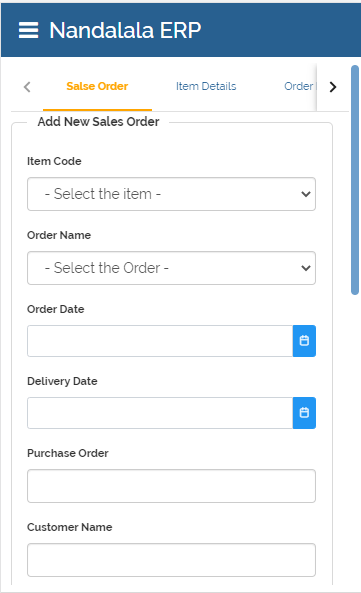 Nandalala ERP
Salse Order Item Details Order
Add New Sales Order
Item Code
- Select the item -
Order Name
- Select the Order -
Order Date
Delivery Date
Purchase Order
Customer Name